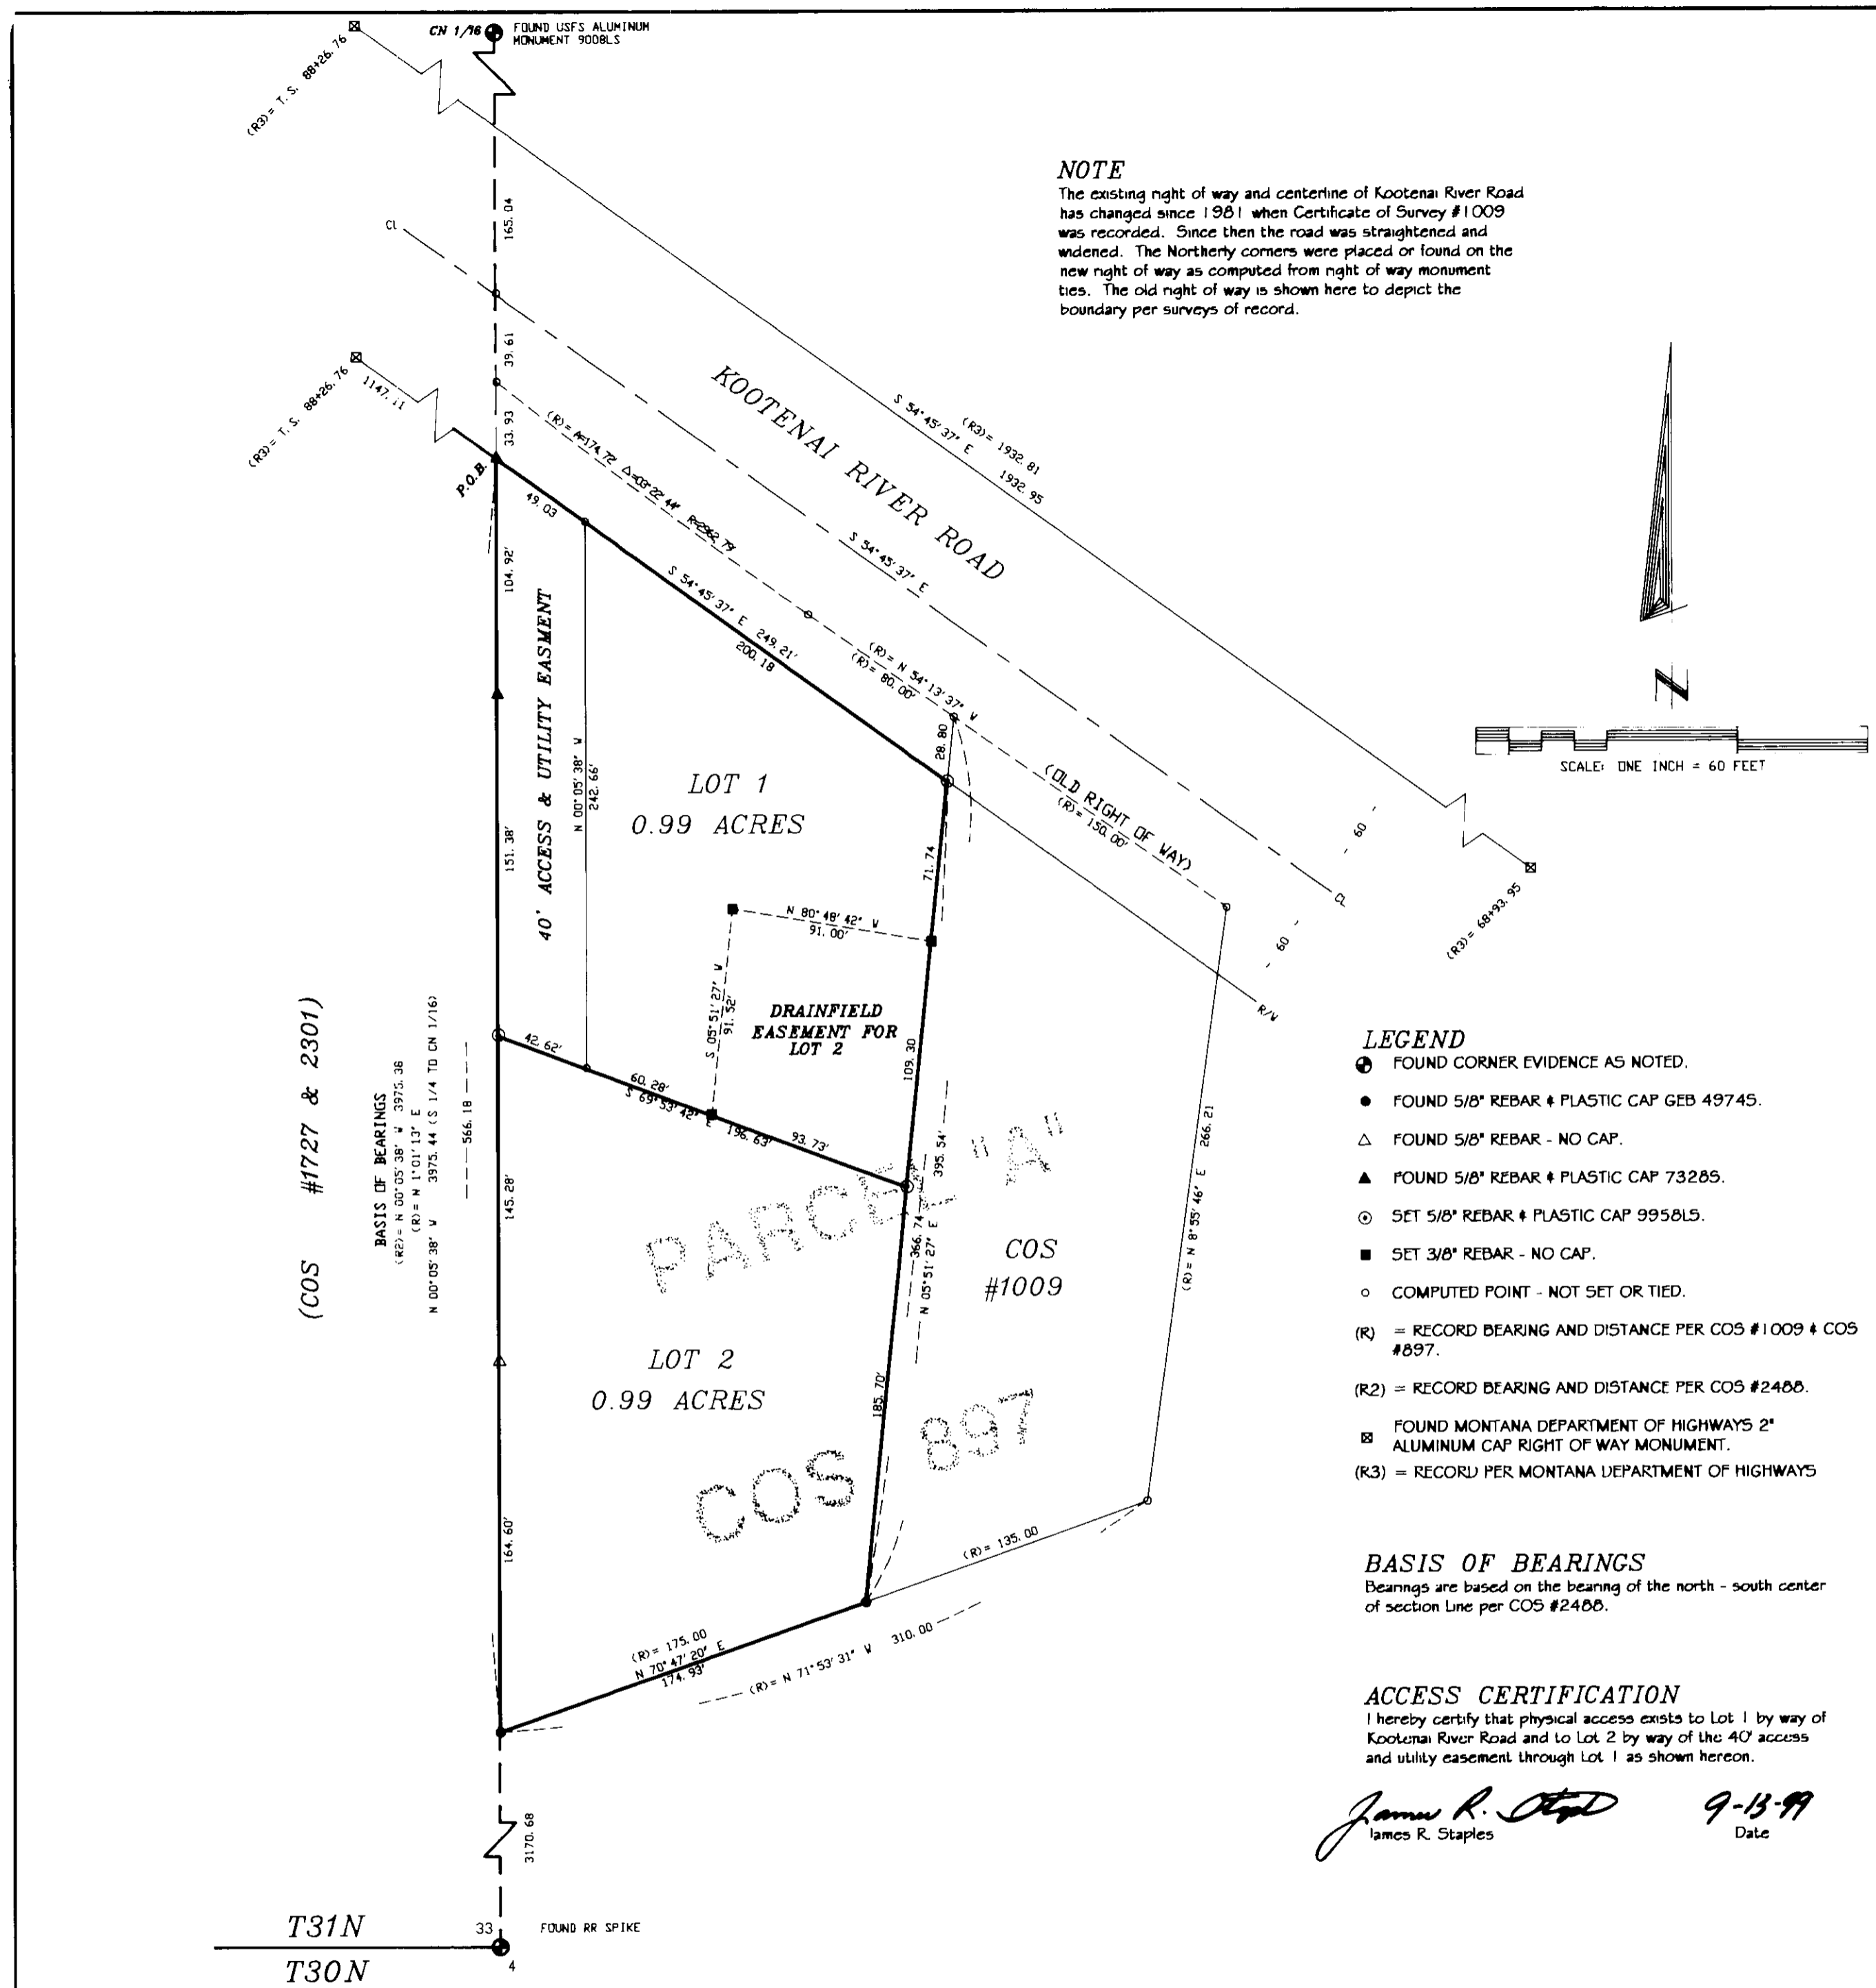 CN 1/16
FOUND USFS ALUMINUM
MONUMENT 9008LS
(R3)= T.S. 88+26.76
165.04
CL
39.61
33.93
(R3)= T.S. 88+26.76
1147.11
P.O.B.
NOTE
The existing right of way and centerline of Kootenai River Road
has changed since 1981 when Certificate of Survey #1009
was recorded. Since then the road was straightened and
widened. The Northerly corners were placed or found on the
new right of way as computed from right of way monument
ties. The old right of way is shown here to depict the
boundary per surveys of record.
KOOTENAI RIVER ROAD
(R3)= 1932.81
S 54°45'37" E 1932.95
S 54°45'37" E
(R)= A=174.72 Δ=03°22'44" R=2962.79
49.03
S 54°45'37" E 249.21'
200.18
(R)= N 54°13'37" W
(R)= 80.00'
28.80
(OLD RIGHT OF WAY)
(R)= 150.00'
- 60 -
- 60 -
CL
R/W
(R3)= 68+93.95
N
SCALE: ONE INCH = 60 FEET
104.92'
40' ACCESS & UTILITY EASMENT
N 00°05'38" W
242.66'
151.38'
LOT 1
0.99 ACRES
71.74
N 80°48'42" W
91.00'
S 05°51'27" W
91.52'
DRAINFIELD
EASEMENT FOR
LOT 2
109.30
42.62'
60.28'
S 69°53'42" E 196.63'
93.73'
(COS #1727 & 2301)
BASIS OF BEARINGS
(R2)= N 00°05'38" W 3975.38
(R)= N 1°01'13" E
N 00°05'38" W 3975.44 (S 1/4 TO CN 1/16)
566.18
145.28'
395.54'
366.74
N 05°51'27" E
(R)= N 8°55'46" E 266.21
PARCEL "A"
COS
#1009
LOT 2
0.99 ACRES
185.70'
COS 897
164.60'
(R)= 135.00
(R)= 175.00
N 70°47'20" E
174.93'
(R)= N 71°53'31" W 310.00
3170.68
T31N
33
FOUND RR SPIKE
T30N
4
LEGEND
FOUND CORNER EVIDENCE AS NOTED.
FOUND 5/8" REBAR & PLASTIC CAP GEB 4974S.
FOUND 5/8" REBAR - NO CAP.
FOUND 5/8" REBAR & PLASTIC CAP 7328S.
SET 5/8" REBAR & PLASTIC CAP 9958LS.
SET 3/8" REBAR - NO CAP.
COMPUTED POINT - NOT SET OR TIED.
(R) = RECORD BEARING AND DISTANCE PER COS #1009 & COS
#897.
(R2) = RECORD BEARING AND DISTANCE PER COS #2488.
FOUND MONTANA DEPARTMENT OF HIGHWAYS 2"
ALUMINUM CAP RIGHT OF WAY MONUMENT.
(R3) = RECORD PER MONTANA DEPARTMENT OF HIGHWAYS
BASIS OF BEARINGS
Bearings are based on the bearing of the north - south center
of section Line per COS #2488.
ACCESS CERTIFICATION
I hereby certify that physical access exists to Lot 1 by way of
Kootenai River Road and to Lot 2 by way of the 40' access
and utility easement through Lot 1 as shown hereon.
James R. Staples 9-13-99
James R. Staples Date